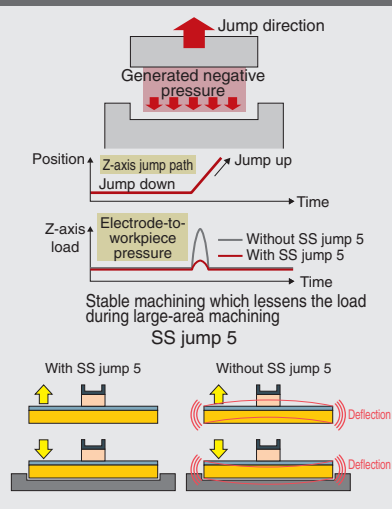 Jump direction
Generated negative
pressure
Position
Z-axis jump path
Jump up
Jump down
Time
Z-axis
load
Electrode-to-
workpiece
pressure
Without SS jump 5
With SS jump 5
Time
Stable machining which lessens the load
during large-area machining
SS jump 5
With SS jump 5
Without SS jump 5
Deflection
Deflection